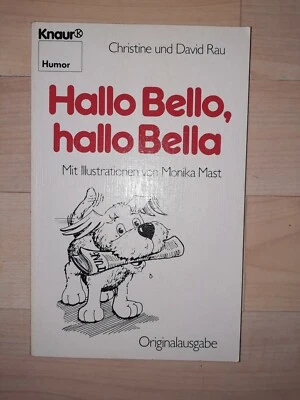 Knaur
Humor
Christine und David Rau
Hallo Bello,
hallo Bella
Mit Illustrationen von Monika Mast
Originalausgabe